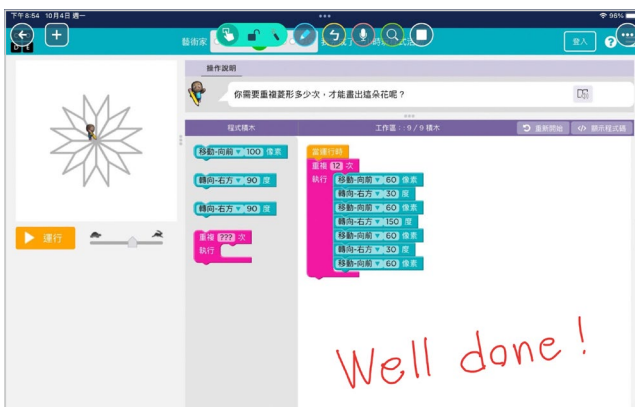 下午8:54 10月4日 週一
96%
藝術家
登入
?
操作說明
你需要重複菱形多少次，才能畫出這朵花呢？
程式積木
工作區：: 9 / 9 積木
重新開始
</> 顯示程式碼
移動-向前 100 像素
轉向-右方 90 度
轉向-右方 90 度
重複 ??? 次
執行
運行
當運行時
重複 12 次
執行 移動-向前 60 像素
轉向-右方 30 度
移動-向前 60 像素
轉向-右方 150 度
移動-向前 60 像素
轉向-右方 30 度
移動-向前 60 像素
Well done!